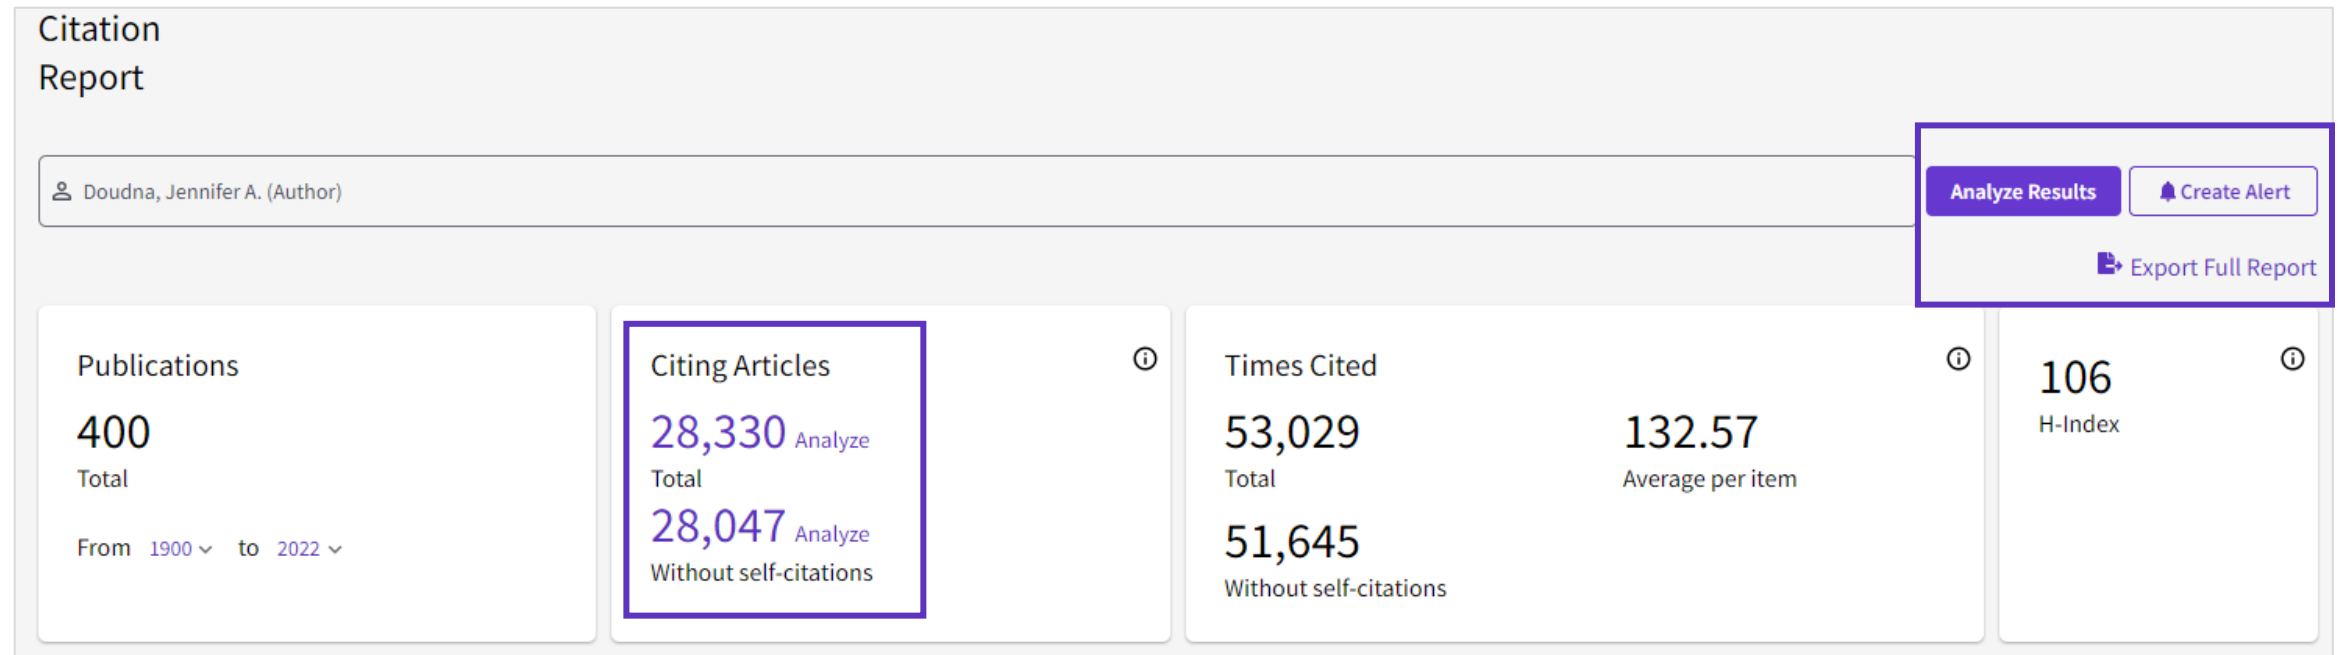 Citation
Report
Doudna, Jennifer A. (Author)
Analyze Results
Create Alert
Export Full Report
Publications
400
Total
From 1900 to 2022
Citing Articles
28,330 Analyze
Total
28,047 Analyze
Without self-citations
Times Cited
53,029
Total
51,645
Without self-citations
132.57
Average per item
106
H-Index